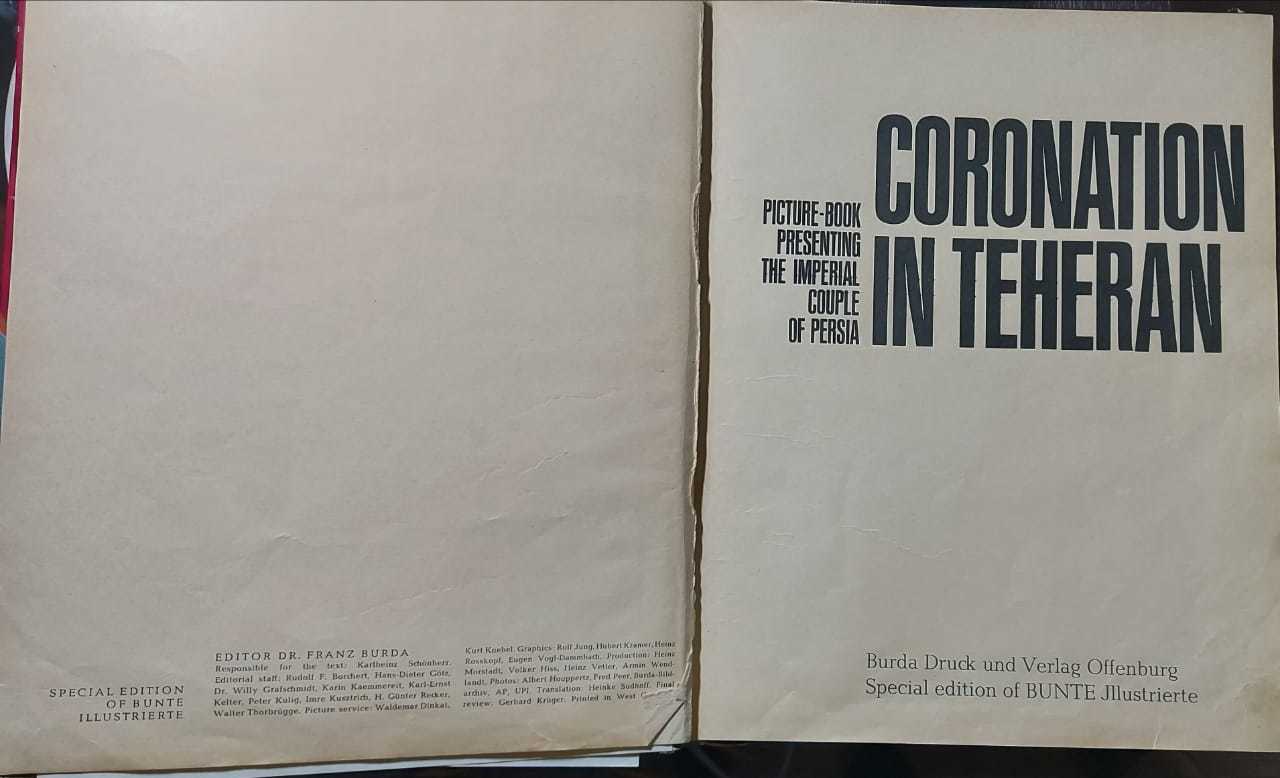 SPECIAL EDITION
OF BUNTE
ILLUSTRIERTE
EDITOR DR. FRANZ BURDA
Responsible for the text: Karlheinz Schönherr.
Editorial staff: Rudolf F. Borchert, Hans-Dieter Götz,
Dr. Willy Grafschmidt, Karin Kaemmereit, Karl-Ernst
Kelter, Peter Kulig, Imre Kusztrich, H. Günter Recker,
Walter Thorbrügge. Picture service: Waldemar Dinkat,
Kurt Knebel. Graphics: Rolf Jung, Hubert Kramer, Heinz
Rosskopf, Eugen Vogl-Dammbach. Production: Heinz
Morstadt, Volker Hiss, Heinz Vetter, Armin Wend-
landt. Photos: Albert Houppertz, Fred Peer, Burda-Bild-
archiv, AP, UPI. Translation: Heinke Sudhoff. Final
review: Gerhard Krüger. Printed in West
PICTURE-BOOK
PRESENTING
THE IMPERIAL
COUPLE
OF PERSIA
CORONATION
IN TEHERAN
Burda Druck und Verlag Offenburg
Special edition of BUNTE Jllustrierte